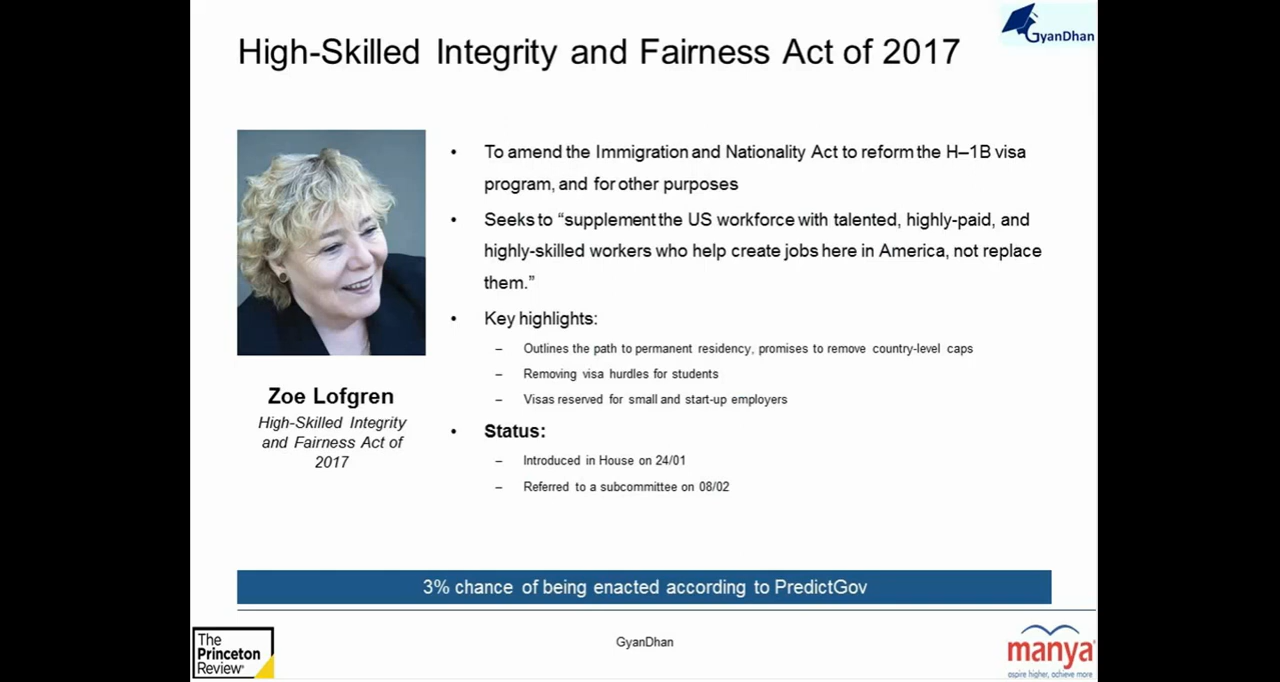 GyanDhan
High-Skilled Integrity and Fairness Act of 2017
• To amend the Immigration and Nationality Act to reform the H–1B visa
program, and for other purposes
• Seeks to “supplement the US workforce with talented, highly-paid, and
highly-skilled workers who help create jobs here in America, not replace
them.”
• Key highlights:
– Outlines the path to permanent residency, promises to remove country-level caps
– Removing visa hurdles for students
– Visas reserved for small and start-up employers
• Status:
– Introduced in House on 24/01
– Referred to a subcommittee on 08/02
Zoe Lofgren
High-Skilled Integrity
and Fairness Act of
2017
3% chance of being enacted according to PredictGov
The
Princeton
Review®
GyanDhan
manya®
aspire higher, achieve more